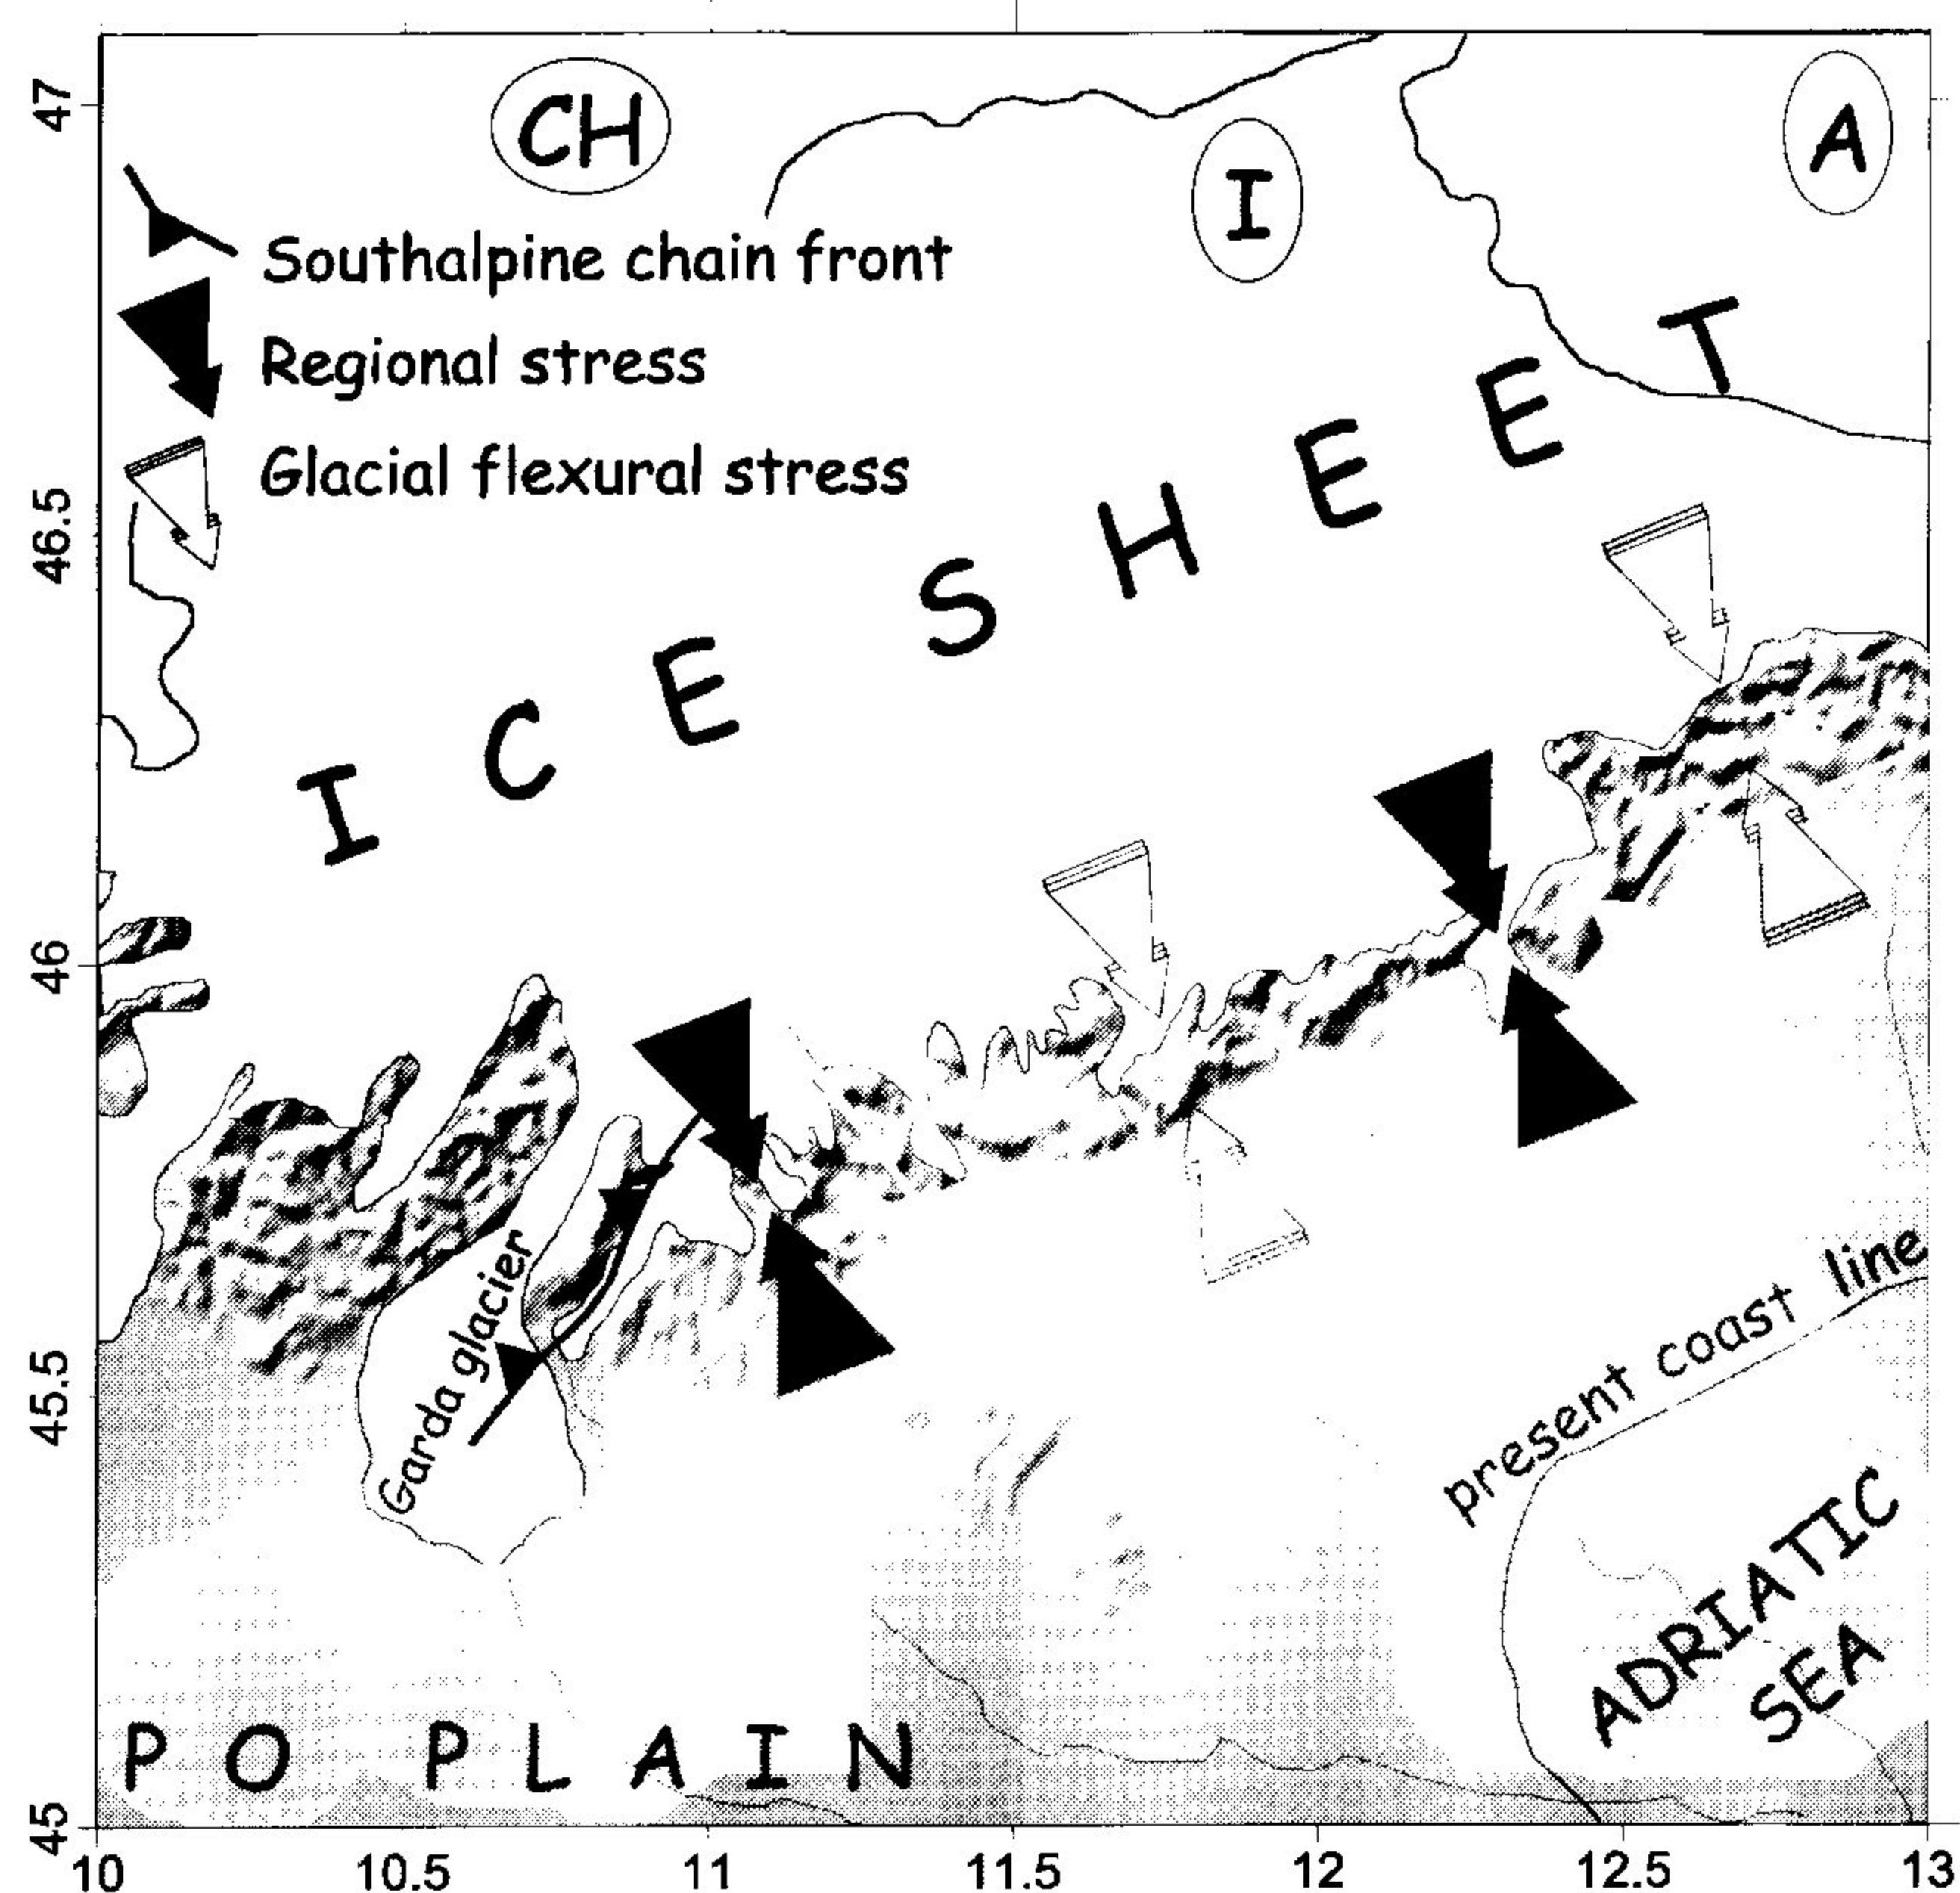 CH
I
A
Southalpine chain front
Regional stress
Glacial flexural stress
ICE SHEET
Garda glacier
present coast line
ADRIATIC
SEA
PO PLAIN
47
46.5
46
45.5
45
10
10.5
11
11.5
12
12.5
13